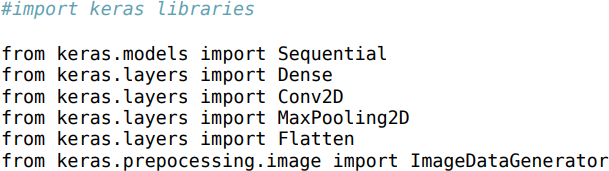 #import keras libraries
from keras.models import Sequential
from keras.layers import Dense
from keras.layers import Conv2D
from keras.layers import MaxPooling2D
from keras.layers import Flatten
from keras.prepocessing.image import ImageDataGenerator